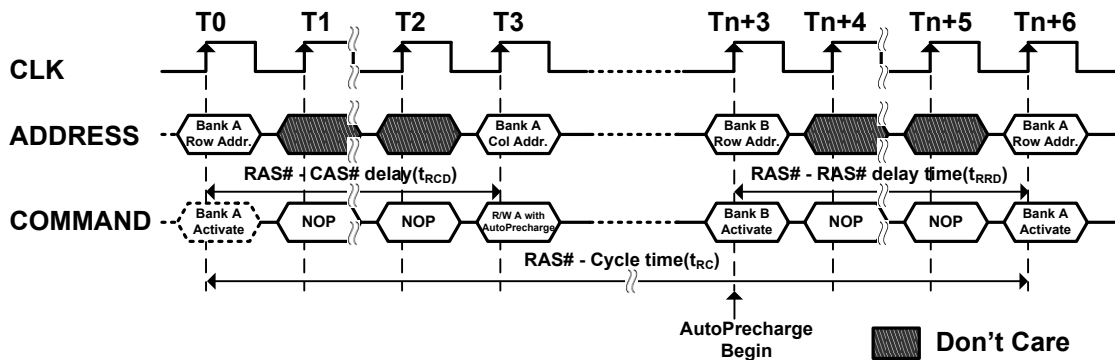 T0 T1 T2 T3 Tn+3 Tn+4 Tn+5 Tn+6
CLK
ADDRESS
Bank A
Row Addr.
Bank A
Col Addr.
Bank B
Row Addr.
Bank A
Row Addr.
RAS# - CAS# delay(tRCD)
RAS# - RAS# delay time(tRRD)
COMMAND
Bank A
Activate
NOP
NOP
R/W A with
AutoPrecharge
Bank B
Activate
NOP
NOP
Bank A
Activate
RAS# - Cycle time(tRC)
AutoPrecharge
Begin
Don't Care